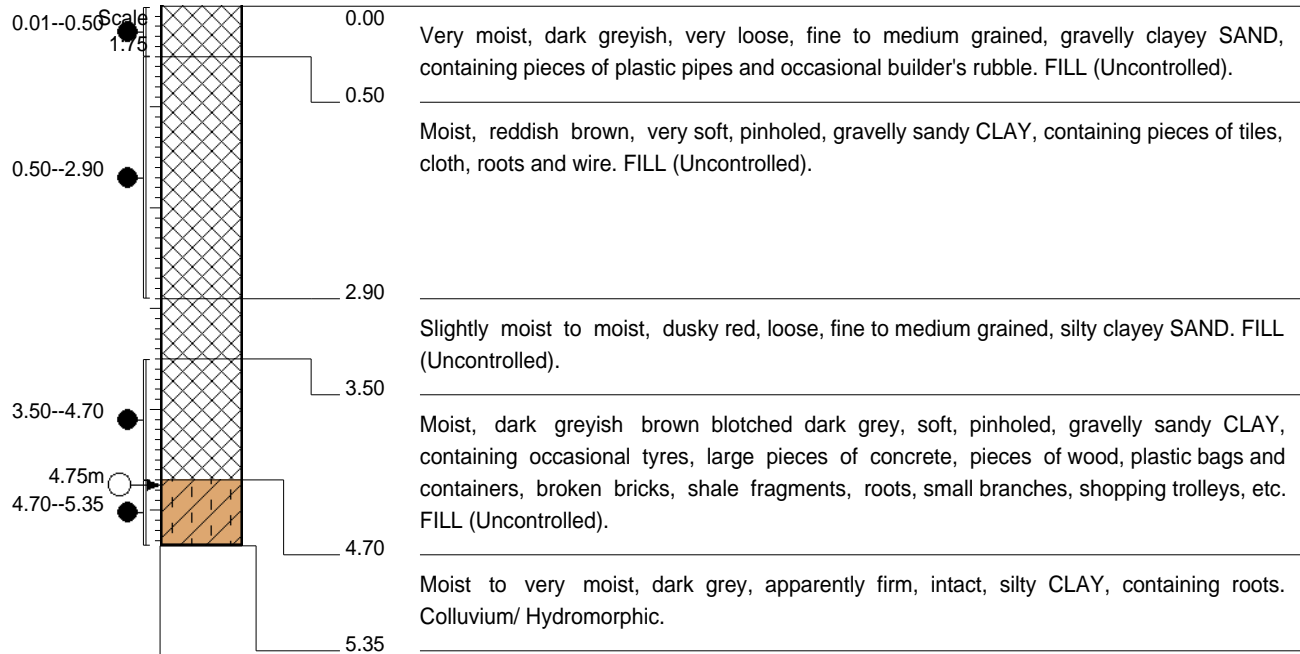 0.01--0.50
Scale
1:75
0.00
Very moist, dark greyish, very loose, fine to medium grained, gravelly clayey SAND,
containing pieces of plastic pipes and occasional builder's rubble. FILL (Uncontrolled).
0.50
Moist, reddish brown, very soft, pinholed, gravelly sandy CLAY, containing pieces of tiles,
cloth, roots and wire. FILL (Uncontrolled).
0.50--2.90
2.90
Slightly moist to moist, dusky red, loose, fine to medium grained, silty clayey SAND. FILL
(Uncontrolled).
3.50
3.50--4.70
Moist, dark greyish brown blotched dark grey, soft, pinholed, gravelly sandy CLAY,
containing occasional tyres, large pieces of concrete, pieces of wood, plastic bags and
containers, broken bricks, shale fragments, roots, small branches, shopping trolleys, etc.
FILL (Uncontrolled).
4.75m
4.70--5.35
4.70
Moist to very moist, dark grey, apparently firm, intact, silty CLAY, containing roots.
Colluvium/ Hydromorphic.
5.35